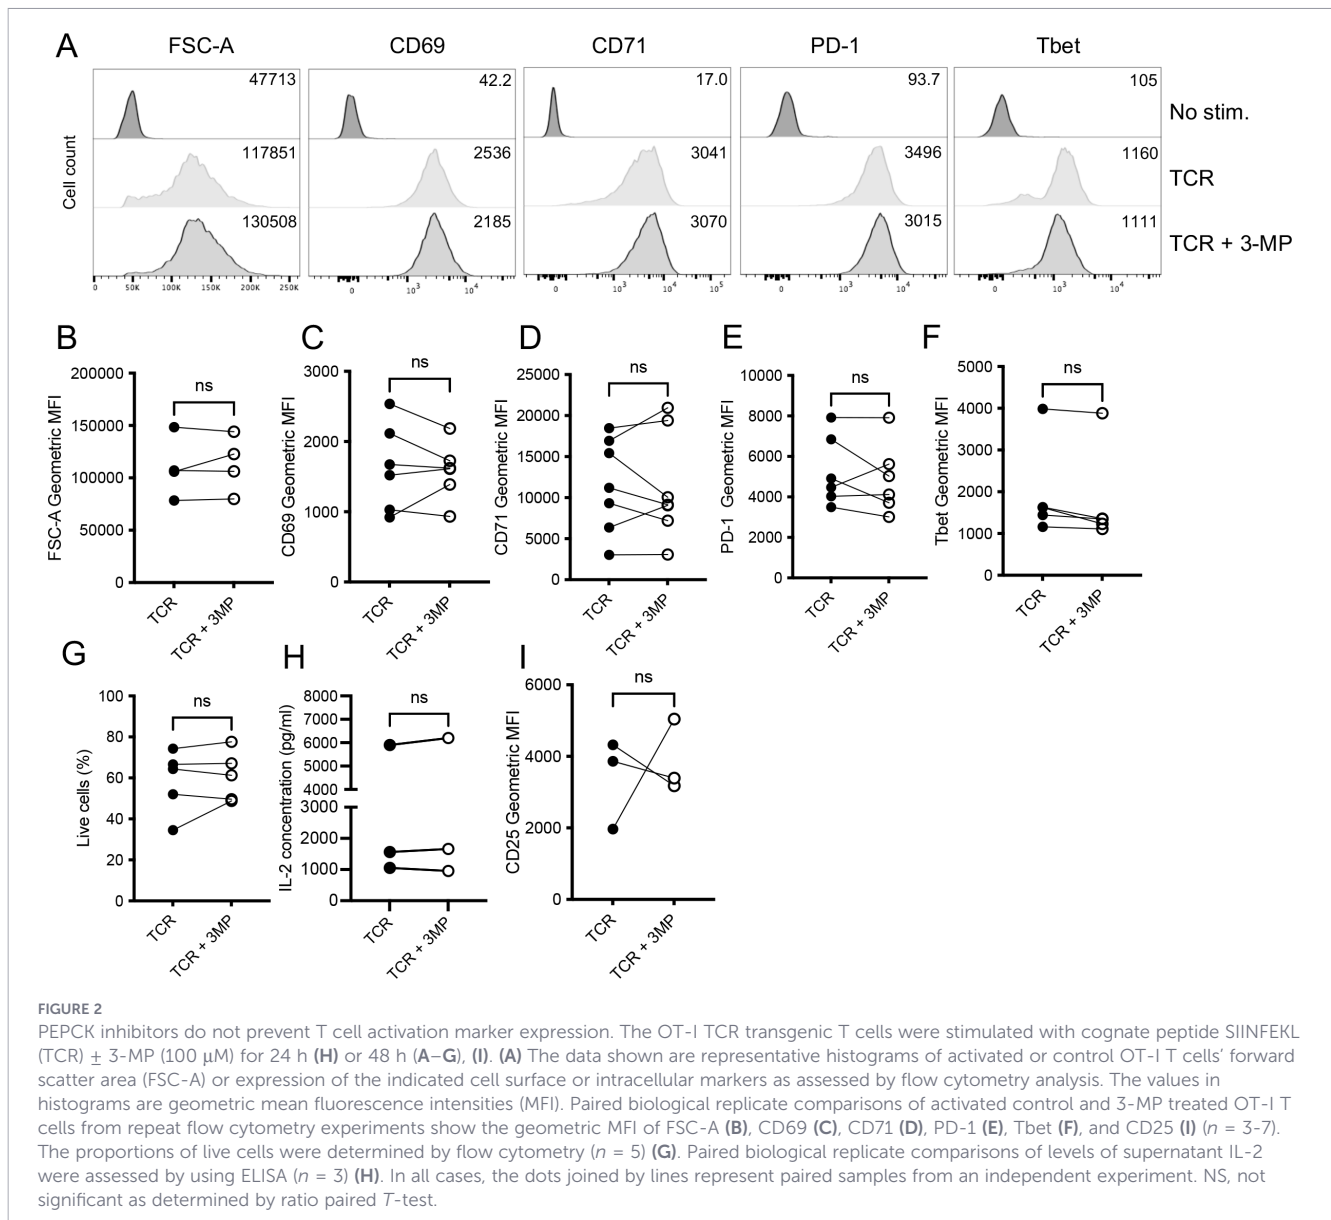 A
FSC-A CD69 CD71 PD-1 Tbet
47713 42.2 17.0 93.7 105
No stim.
117851 2536 3041 3496 1160
TCR
130508 2185 3070 3015 1111
TCR + 3-MP
Cell count
0 50K 100K 150K 200K 250K
0 10³ 10⁴
0 10³ 10⁴ 10⁵
0 10³ 10⁴
0 10³ 10⁴
B
ns
FSC-A Geometric MFI
200000
150000
100000
50000
0
TCR
TCR + 3MP
C
ns
CD69 Geometric MFI
3000
2000
1000
0
TCR
TCR + 3MP
D
ns
CD71 Geometric MFI
25000
20000
15000
10000
5000
0
TCR
TCR + 3MP
E
ns
PD-1 Geometric MFI
10000
8000
6000
4000
2000
0
TCR
TCR + 3MP
F
ns
Tbet Geometric MFI
5000
4000
3000
2000
1000
0
TCR
TCR + 3MP
G
ns
Live cells (%)
100
80
60
40
20
0
TCR
TCR + 3MP
H
ns
IL-2 concentration (pg/ml)
8000
7000
6000
5000
4000
3000
2000
1000
0
TCR
TCR + 3MP
I
ns
CD25 Geometric MFI
6000
4000
2000
0
TCR
TCR + 3MP
FIGURE 2
PEPCK inhibitors do not prevent T cell activation marker expression. The OT-I TCR transgenic T cells were stimulated with cognate peptide SIINFEKL
(TCR) ± 3-MP (100 μM) for 24 h (H) or 48 h (A–G), (I). (A) The data shown are representative histograms of activated or control OT-I T cells' forward
scatter area (FSC-A) or expression of the indicated cell surface or intracellular markers as assessed by flow cytometry analysis. The values in
histograms are geometric mean fluorescence intensities (MFI). Paired biological replicate comparisons of activated control and 3-MP treated OT-I T
cells from repeat flow cytometry experiments show the geometric MFI of FSC-A (B), CD69 (C), CD71 (D), PD-1 (E), Tbet (F), and CD25 (I) (n = 3-7).
The proportions of live cells were determined by flow cytometry (n = 5) (G). Paired biological replicate comparisons of levels of supernatant IL-2
were assessed by using ELISA (n = 3) (H). In all cases, the dots joined by lines represent paired samples from an independent experiment. NS, not
significant as determined by ratio paired T-test.